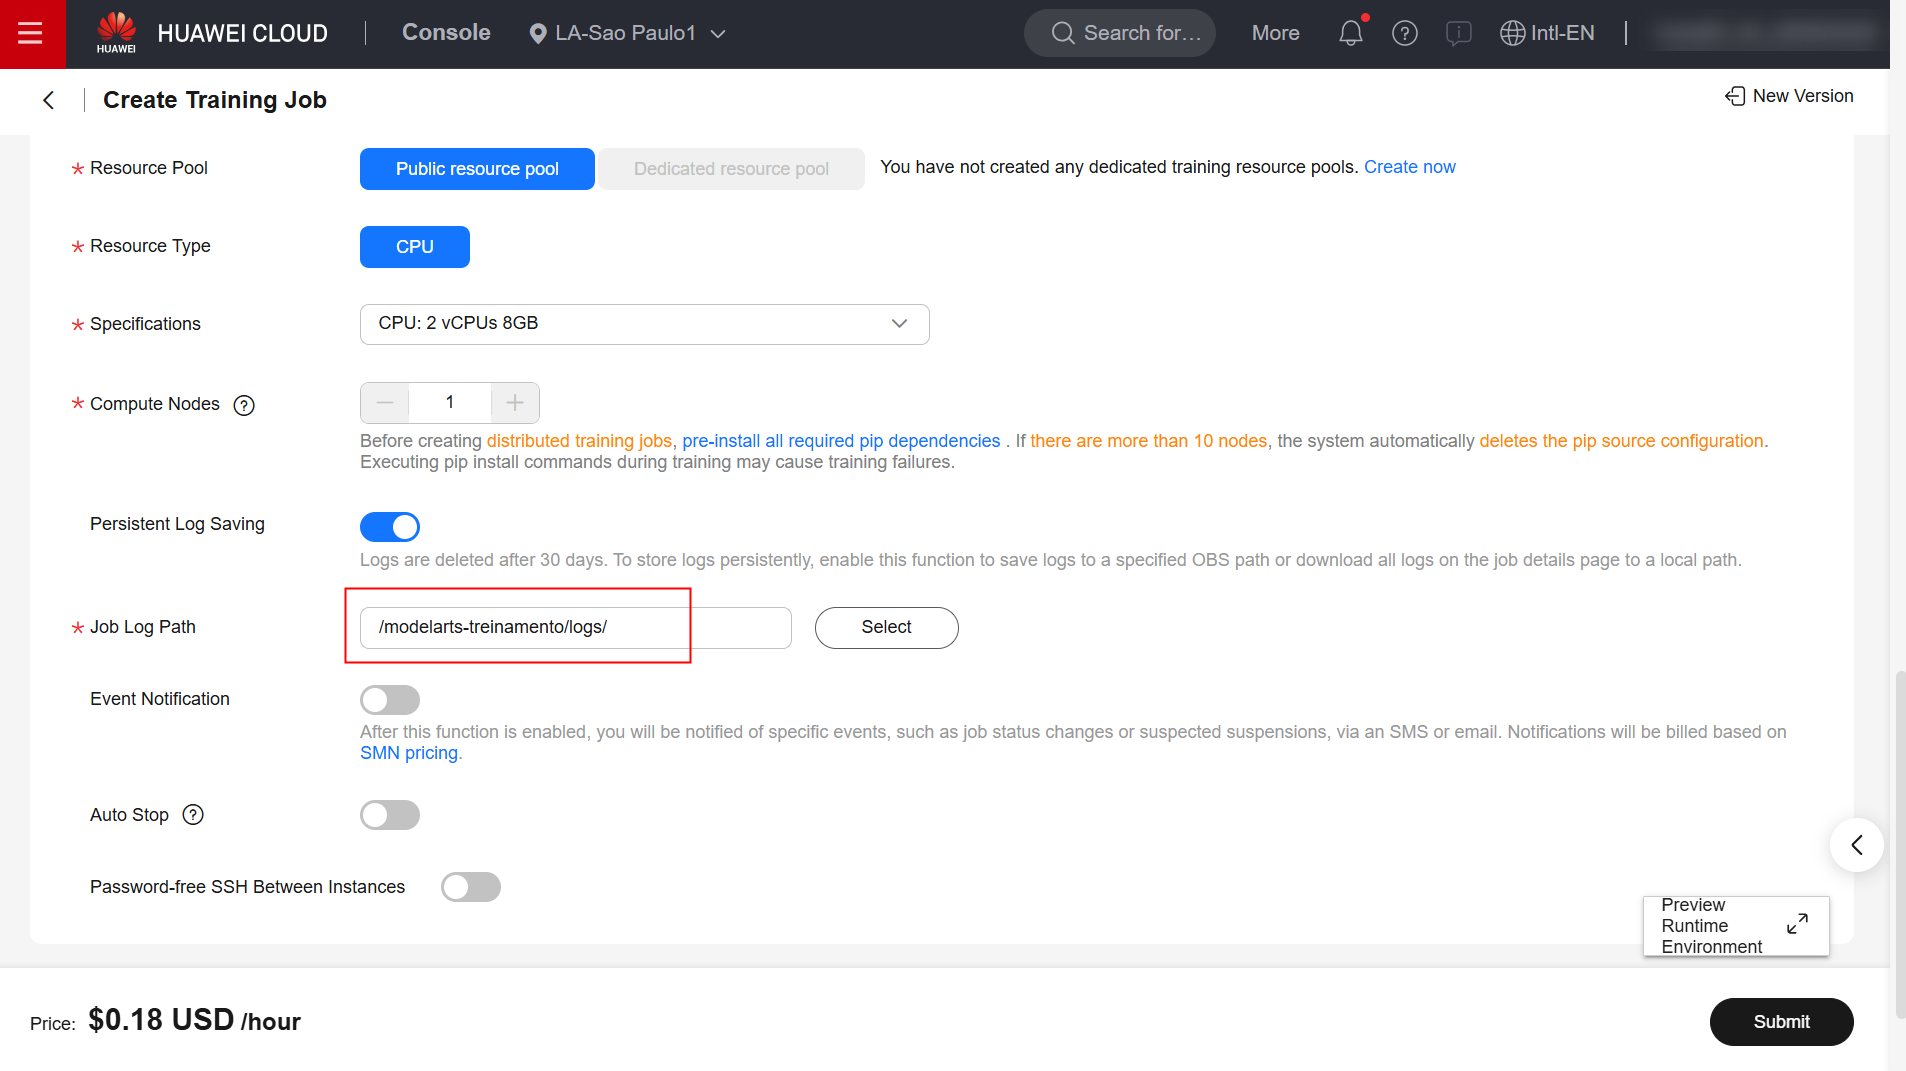 HUAWEI
HUAWEI CLOUD
Console
LA-Sao Paulo1
Search for...
More
Intl-EN
Create Training Job
New Version
* Resource Pool
Public resource pool
Dedicated resource pool
You have not created any dedicated training resource pools. Create now
* Resource Type
CPU
* Specifications
CPU: 2 vCPUs 8GB
* Compute Nodes ?
1
Before creating distributed training jobs, pre-install all required pip dependencies . If there are more than 10 nodes, the system automatically deletes the pip source configuration.
Executing pip install commands during training may cause training failures.
Persistent Log Saving
Logs are deleted after 30 days. To store logs persistently, enable this function to save logs to a specified OBS path or download all logs on the job details page to a local path.
* Job Log Path
/modelarts-treinamento/logs/
Select
Event Notification
After this function is enabled, you will be notified of specific events, such as job status changes or suspected suspensions, via an SMS or email. Notifications will be billed based on
SMN pricing.
Auto Stop ?
Password-free SSH Between Instances
Preview
Runtime
Environment
Price: $0.18 USD /hour
Submit